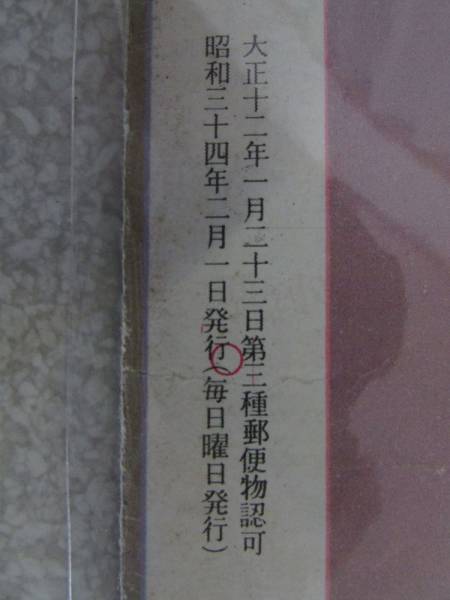 大正十二年一月二十三日第三種郵便物認可
昭和三十四年二月一日発行(毎日曜日発行)